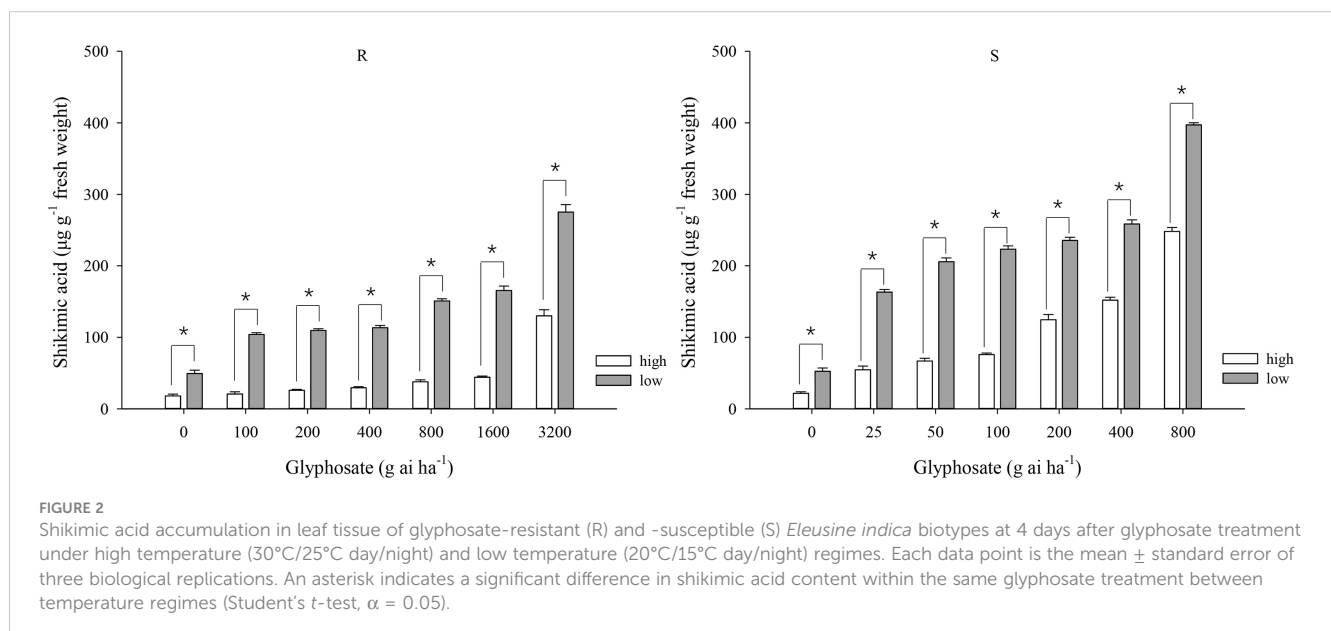 R
500
400
300
200
100
0
Shikimic acid (µg g⁻¹ fresh weight)
* * * * * * *
high
low
0 100 200 400 800 1600 3200
Glyphosate (g ai ha⁻¹)
S
500
400
300
200
100
0
Shikimic acid (µg g⁻¹ fresh weight)
* * * * * * *
high
low
0 25 50 100 200 400 800
Glyphosate (g ai ha⁻¹)
FIGURE 2
Shikimic acid accumulation in leaf tissue of glyphosate-resistant (R) and -susceptible (S) Eleusine indica biotypes at 4 days after glyphosate treatment
under high temperature (30°C/25°C day/night) and low temperature (20°C/15°C day/night) regimes. Each data point is the mean ± standard error of
three biological replications. An asterisk indicates a significant difference in shikimic acid content within the same glyphosate treatment between
temperature regimes (Student's t-test, α = 0.05).